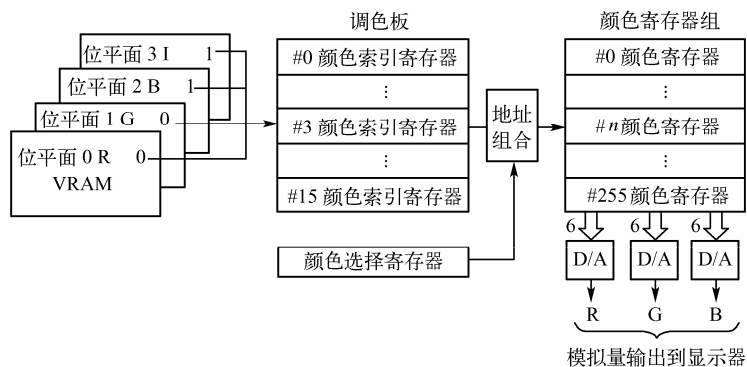 位平面 3 I 1
位平面 2 B 1
位平面 1 G 0
位平面 0 R 0
VRAM
调色板
#0 颜色索引寄存器
⋮
#3 颜色索引寄存器
⋮
#15 颜色索引寄存器
颜色选择寄存器
地址
组合
颜色寄存器组
#0 颜色寄存器
⋮
#n颜色寄存器
⋮
#255颜色寄存器
6 6 6
D/A D/A D/A
R G B
模拟量输出到显示器